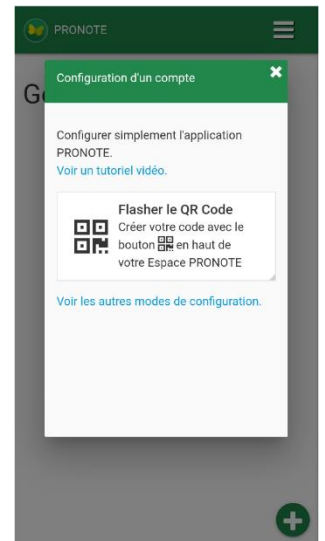 PRONOTE
Configuration d'un compte
Configurer simplement l'application
PRONOTE.
Voir un tutoriel vidéo.
Flasher le QR Code
Créer votre code avec le
bouton en haut de
votre Espace PRONOTE
Voir les autres modes de configuration.